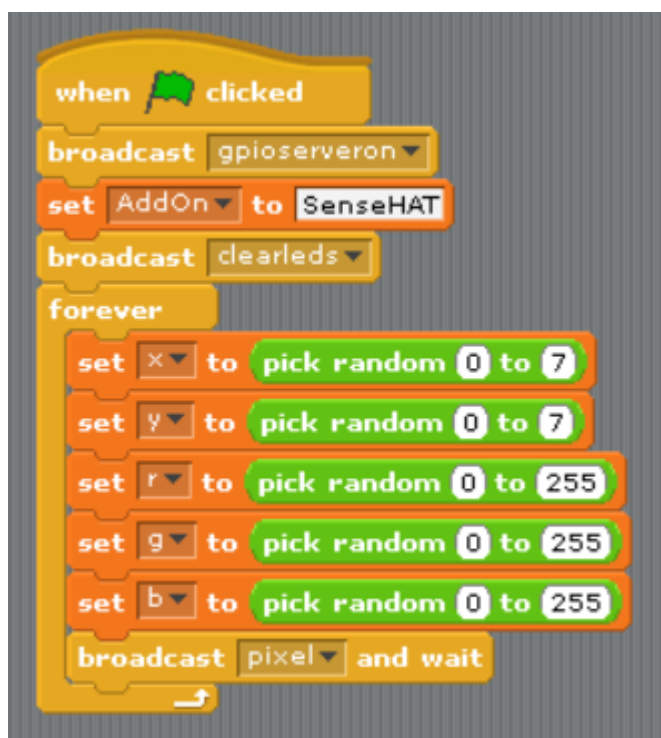 when clicked
broadcast gpioserveron
set AddOn to SenseHAT
broadcast clearleds
forever
set x to pick random 0 to 7
set y to pick random 0 to 7
set r to pick random 0 to 255
set g to pick random 0 to 255
set b to pick random 0 to 255
broadcast pixel and wait